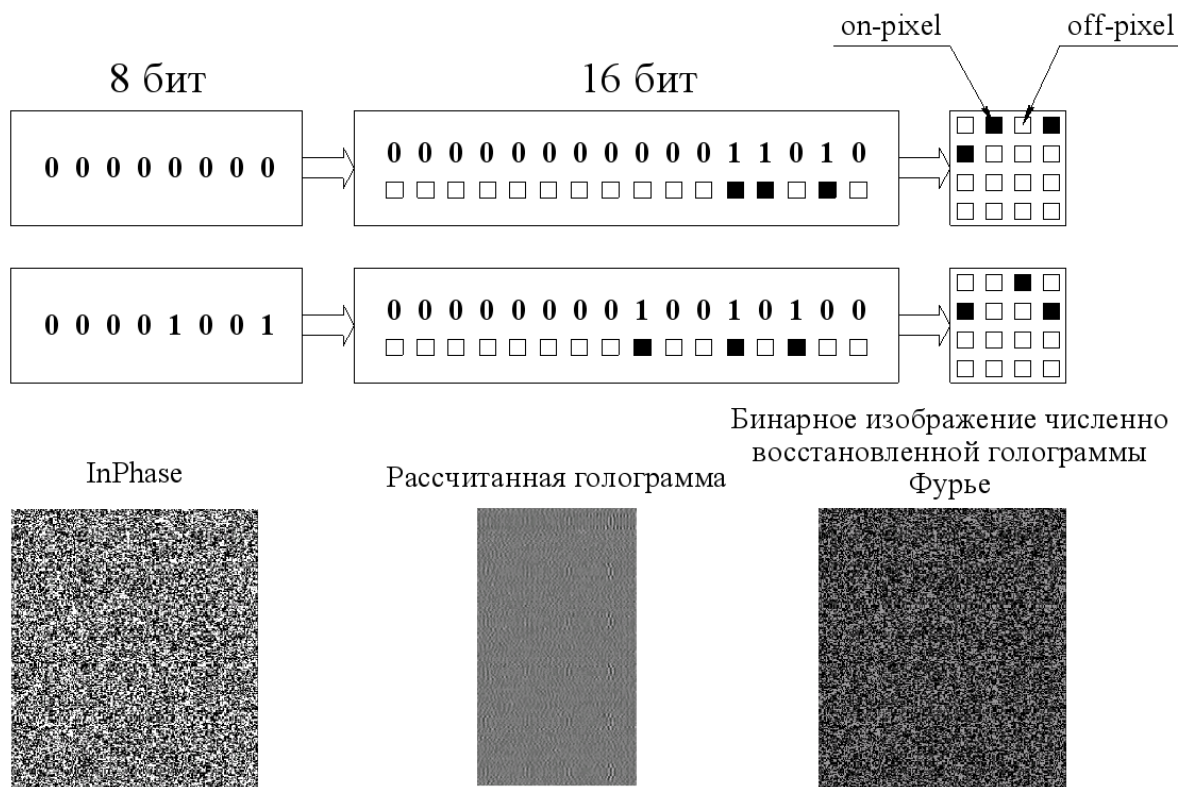 on-pixel off-pixel
8 бит 16 бит
0 0 0 0 0 0 0 0 0 0 0 0 0 0 0 0 0 0 0 1 1 0 1 0
0 0 0 0 1 0 0 1 0 0 0 0 0 0 0 0 1 0 0 1 0 1 0 0
InPhase
Рассчитанная голограмма
Бинарное изображение численно
восстановленной голограммы
Фурье